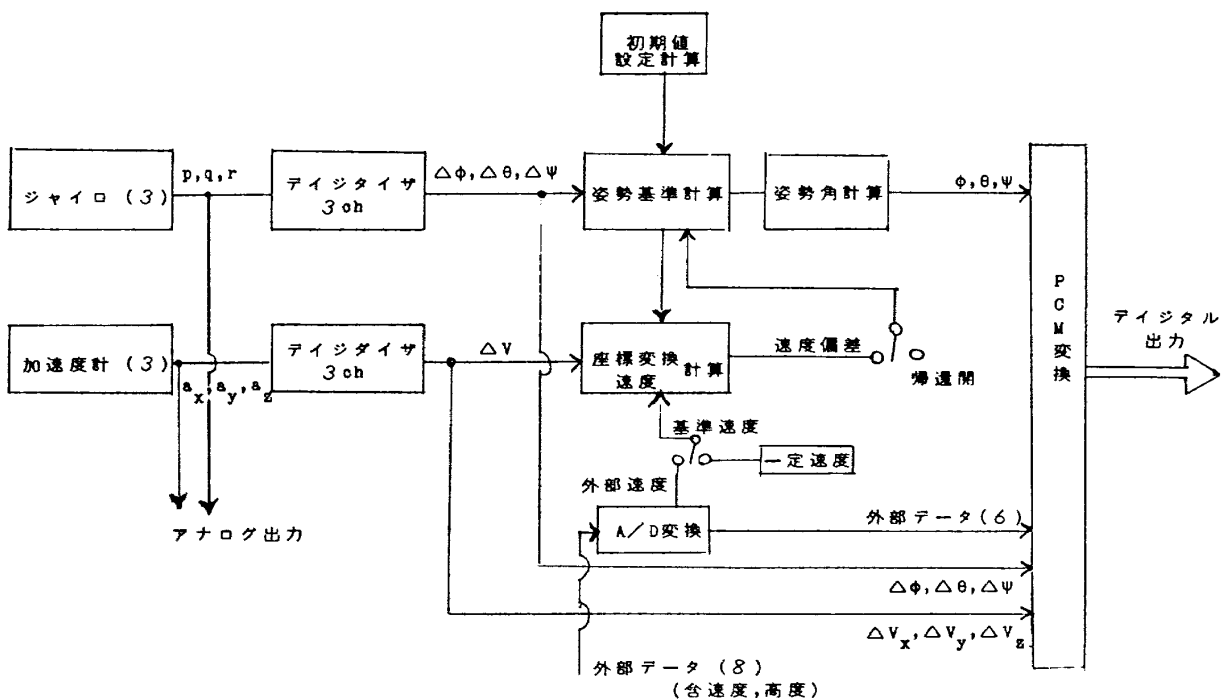 初期値
設定計算
ジャイロ (3)
p,q,r
デイジタイザ
3ch
△φ,△θ,△ψ
姿勢基準計算
姿勢角計算
φ,θ,ψ
加速度計 (3)
a_x,a_y,a_z
デイジダイザ
3ch
△V
座標変換
速度
計算
速度偏差
帰還開
PCM変換
デイジタル
出力
基準速度
一定速度
外部速度
A/D変換
外部データ(6)
アナログ出力
△φ,△θ,△ψ
△V_x,△V_y,△V_z
外部データ (8)
(含速度,高度)